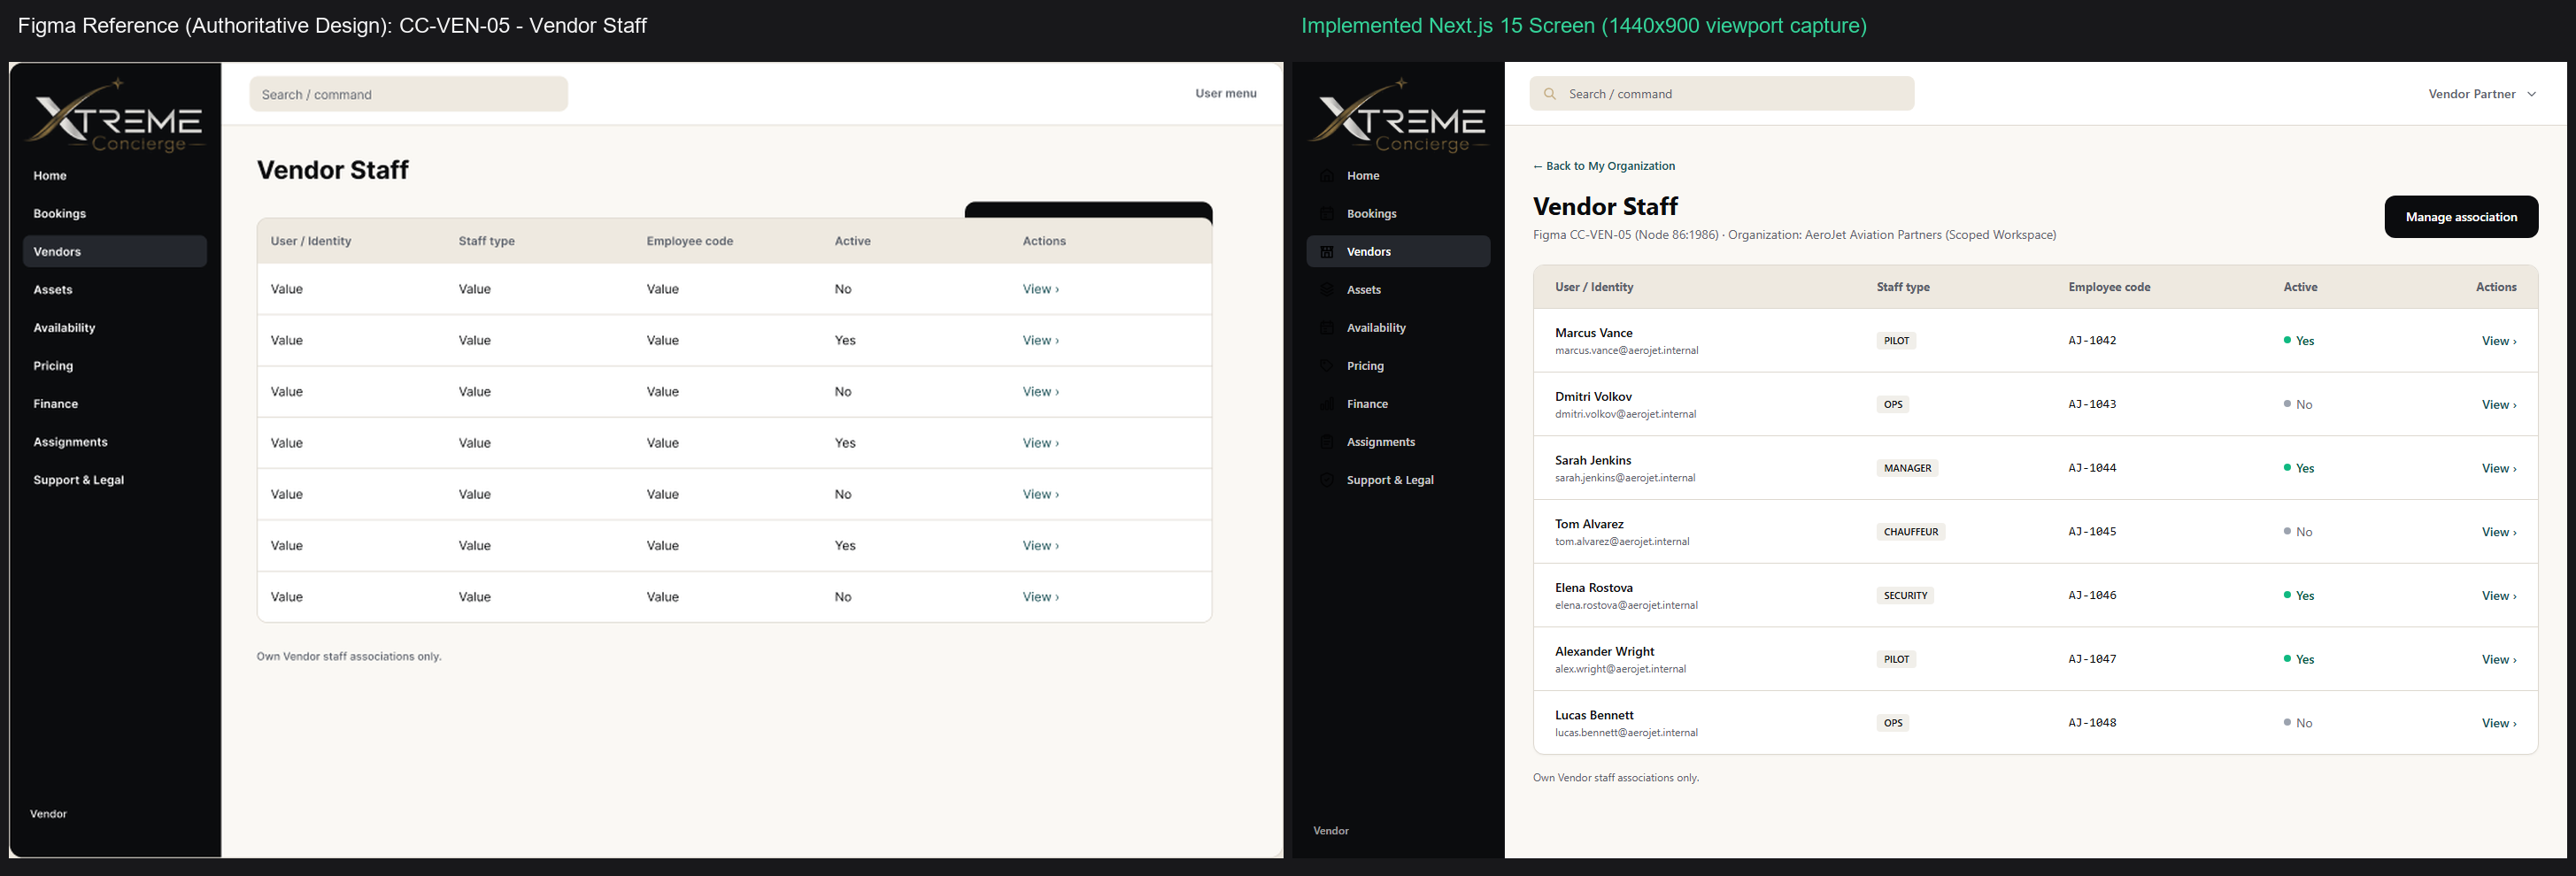 Figma Reference (Authoritative Design): CC-VEN-05 - Vendor Staff
XTREME
Concierge
Search / command
User menu
Home
Bookings
Vendors
Assets
Availability
Pricing
Finance
Assignments
Support & Legal
Vendor
Vendor Staff
User / Identity Staff type Employee code Active Actions
Value Value Value No View ›
Value Value Value Yes View ›
Value Value Value No View ›
Value Value Value Yes View ›
Value Value Value No View ›
Value Value Value Yes View ›
Value Value Value No View ›
Own Vendor staff associations only.
Implemented Next.js 15 Screen (1440x900 viewport capture)
XTREME
Concierge
Search / command
Vendor Partner
Home
Bookings
Vendors
Assets
Availability
Pricing
Finance
Assignments
Support & Legal
Vendor
← Back to My Organization
Vendor Staff
Figma CC-VEN-05 (Node 86:1986) · Organization: AeroJet Aviation Partners (Scoped Workspace)
Manage association
User / Identity Staff type Employee code Active Actions
Marcus Vance
marcus.vance@aerojet.internal
PILOT AJ-1042 Yes View ›
Dmitri Volkov
dmitri.volkov@aerojet.internal
OPS AJ-1043 No View ›
Sarah Jenkins
sarah.jenkins@aerojet.internal
MANAGER AJ-1044 Yes View ›
Tom Alvarez
tom.alvarez@aerojet.internal
CHAUFFEUR AJ-1045 No View ›
Elena Rostova
elena.rostova@aerojet.internal
SECURITY AJ-1046 Yes View ›
Alexander Wright
alex.wright@aerojet.internal
PILOT AJ-1047 Yes View ›
Lucas Bennett
lucas.bennett@aerojet.internal
OPS AJ-1048 No View ›
Own Vendor staff associations only.